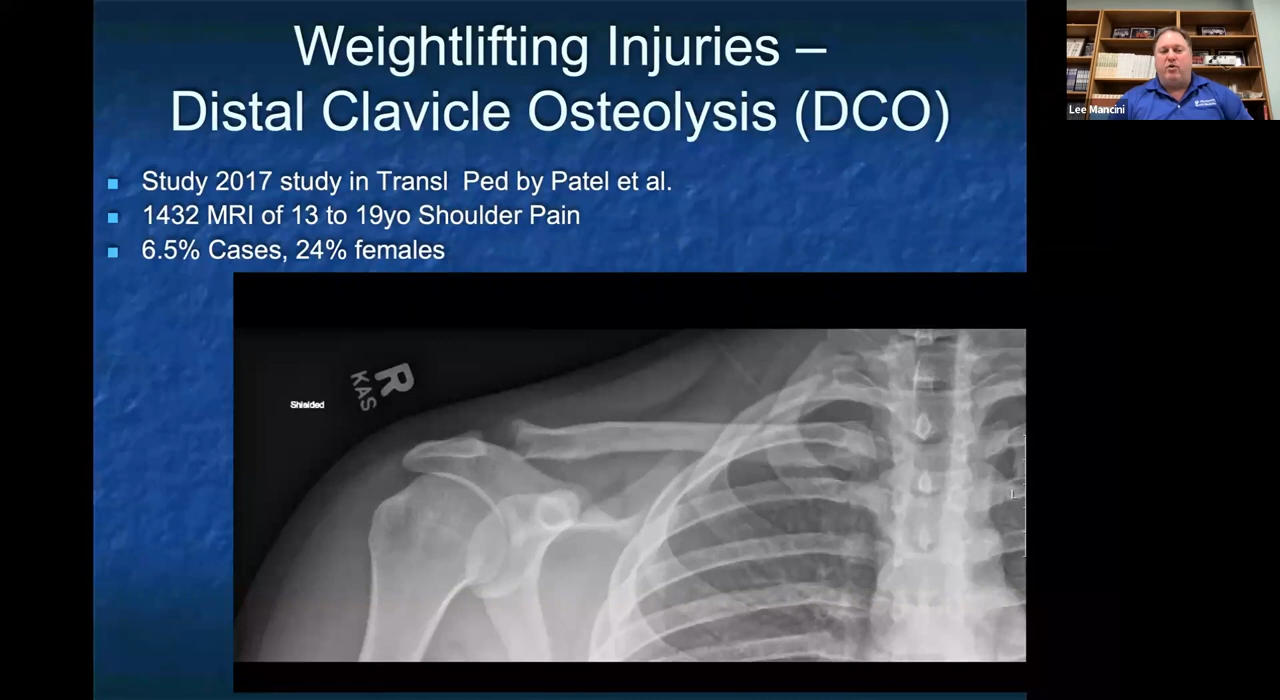 Weightlifting Injuries –
Distal Clavicle Osteolysis (DCO)
Study 2017 study in Transl Ped by Patel et al.
1432 MRI of 13 to 19yo Shoulder Pain
6.5% Cases, 24% females
R
KAS
Shielded
L
Lee Mancini